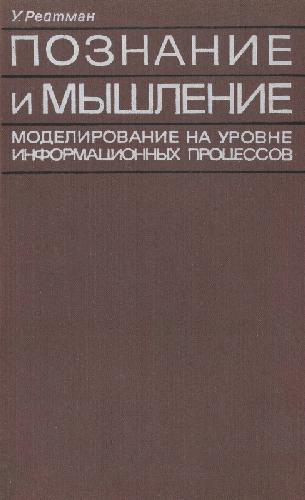 У. Рейтман
ПОЗНАНИЕ
И МЫШЛЕНИЕ
МОДЕЛИРОВАНИЕ НА УРОВНЕ
ИНФОРМАЦИОННЫХ ПРОЦЕССОВ